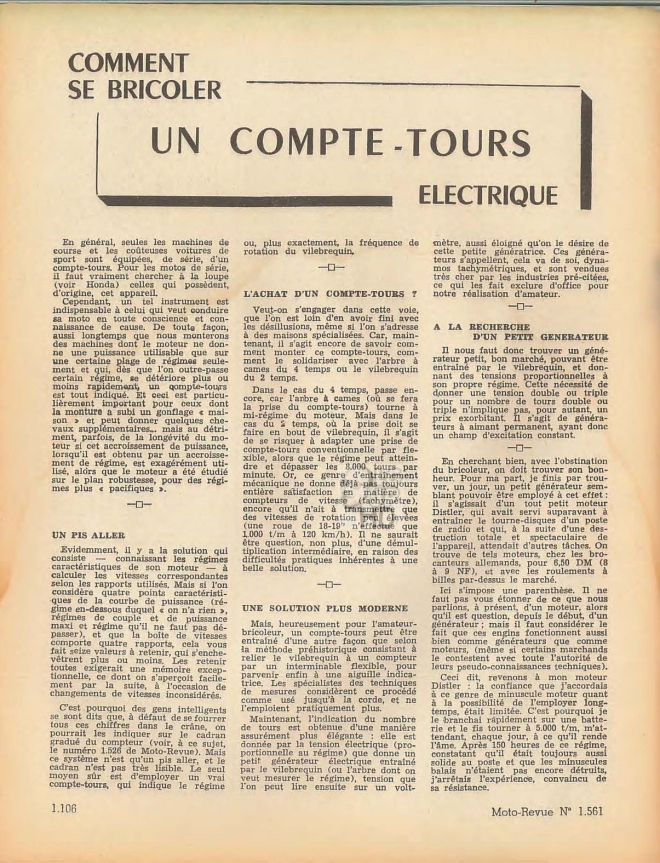 COMMENT
SE BRICOLER
UN COMPTE-TOURS
ELECTRIQUE
En général, seules les machines de
course et les coûteuses voitures de
sport sont équipées, de série, d'un
compte-tours. Pour les motos de série,
il faut vraiment chercher à la loupe
(voir Honda) celles qui possèdent,
d'origine, cet appareil.
Cependant, un tel instrument est
indispensable à celui qui veut conduire
sa moto en toute conscience et con-
naissance de cause. De toute façon,
aussi longtemps que nous monterons
des machines dont le moteur ne don-
ne une puissance utilisable que sur
une certaine plage de régimes seule-
ment et qui, dès que l'on outre-passe
certain régime, se détériore plus ou
moins rapidement, un compte-tours
est tout indiqué. Et ceci est particu-
lièrement important pour ceux dont
la monture a subi un gonflage « mai-
son » et peut donner quelques che-
vaux supplémentaires... mais au détri-
ment, parfois, de la longévité du mo-
teur si cet accroissement de puissance,
lorsqu'il est obtenu par un accroisse-
ment de régime, est exagérément uti-
lisé, alors que le moteur a été étudié
sur le plan robustesse, pour des régi-
mes plus « pacifiques ».
UN PIS ALLER
Evidemment, il y a la solution qui
consiste — connaissant les régimes
caractéristiques de son moteur — à
calculer les vitesses correspondantes
selon les rapports utilisés. Mais si l'on
considère quatre points caractéristi-
ques de la courbe de puissance (ré-
gime en-dessous duquel « on n'a rien »,
régimes de couple et de puissance
maxi et régime qu'il ne faut pas dé-
passer), et que la boîte de vitesses
comporte quatre rapports, cela vous
fait seize valeurs à retenir, qui s'enche-
vêtrent plus ou moins. Les retenir
toutes exigerait une memoire excep-
tionnelle, ce dont on s'aperçoit facile-
ment par la suite, à l'occasion de
changements de vitesses inconsidérés.
C'est pourquoi des gens intelligents
se sont dits que, à défaut de se fourrer
tous ces chiffres dans le crâne, on
pourrait les indiquer sur le cadran
gradué du compteur (voir, à ce sujet,
le numéro 1.526 de Moto-Revue). Mais
ce système n'est qu'un pis aller, et le
cadran n'est pas très lisible. Le seul
moyen sûr est d'employer un vrai
compte-tours, qui indique le régime
ou, plus exactement, la fréquence de
rotation du vilebrequin.
L'ACHAT D'UN COMPTE-TOURS ?
Veut-on s'engager dans cette voie,
que l'on est loin d'en avoir fini avec
les désillusions, même si l'on s'adresse
à des maisons spécialisées. Car, main-
tenant, il s'agit encore de savoir com-
ment monter ce compte-tours, com-
ment le solidariser avec l'arbre à
cames du 4 temps ou le vilebrequin
du 2 temps.
Dans le cas du 4 temps, passe en-
core, car l'arbre à cames (où se fera
la prise du compte-tours) tourne à
mi-régime du moteur. Mais dans le
cas du 2 temps, où la prise doit se
faire en bout de vilebrequin, il s'agit
de se risquer à adapter une prise de
compte-tours conventionnelle par fle-
xible, alors que le régime peut attein-
dre et dépasser les 8.000 tours par
minute. Or, ce genre d'entraînement
mécanique ne donne déjà pas toujours
entière satisfaction en matière de
compteurs de vitesse (tachymètre),
encore qu'il n'ait à transmettre que
des vitesses de rotation peu élevées
(une roue de 18-19" n'effectue que
1.000 t/m à 120 km/h). Il ne saurait
être question, non plus, d'une démul-
tiplication intermédiaire, en raison des
difficultés pratiques inhérentes à une
belle solution.
UNE SOLUTION PLUS MODERNE
Mais, heureusement pour l'amateur-
bricoleur, un compte-tours peut être
entraîné d'une autre façon que selon
la méthode préhistorique consistant à
relier le vilebrequin à un compteur
par un interminable flexible, pour
parvenir enfin à une aiguille indica-
trice. Les spécialistes des techniques
de mesures considèrent ce procédé
comme usé jusqu'à la corde, et ne
l'emploient pratiquement plus.
Maintenant, l'indication du nombre
de tours est obtenue d'une manière
assurément plus élégante : elle est
donnée par la tension électrique (pro-
portionnelle au régime) que donne un
petit générateur électrique entraîné
par le vilebrequin (ou l'arbre dont on
veut mesurer le régime), tension que
l'on peut lire ensuite sur un volt-
mètre, aussi éloigné qu'on le désire de
cette petite génératrice. Ces généra-
teurs s'appellent, cela va de soi, dyna-
mos tachymétriques, et sont vendues
très cher par les industries pré-citées,
ce qui les fait exclure d'office pour
notre réalisation d'amateur.
A LA RECHERCHE
D'UN PETIT GENERATEUR
Il nous faut donc trouver un géné-
rateur petit, bon marché, pouvant être
entraîné par le vilebrequin, et don-
nant des tensions proportionnelles à
son propre régime. Cette nécessité de
donner une tension double ou triple
pour un nombre de tours double ou
triple n'implique pas, pour autant, un
prix exorbitant. Il s'agit de généra-
teurs à aimant permanent, ayant donc
un champ d'excitation constant.
En cherchant bien, avec l'obstination
du bricoleur, on doit trouver son bon-
heur. Pour ma part, je finis par trou-
ver, un jour, un petit générateur sem-
blant pouvoir être employé à cet effet :
il s'agissait d'un tout petit moteur
Distler, qui avait servi auparavant à
entraîner le tourne-disques d'un poste
de radio et qui, à la suite d'une des-
truction totale et spectaculaire de
l'appareil, attendait d'autres tâches. On
trouve de tels moteurs, chez les bro-
canteurs allemands, pour 6,50 DM (8
à 9 NF), et avec les roulements à
billes par-dessus le marché.
Ici s'impose une parenthèse. Il ne
faut pas vous étonner de ce que nous
parlions, à présent, d'un moteur, alors
qu'il est question, depuis le début, d'un
générateur ; mais il faut considérer le
fait que ces engins fonctionnent aussi
bien comme générateurs que comme
moteurs, (même si certains marchands
le contestent avec toute l'autorité de
leurs pseudo-connaissances techniques).
Ceci dit, revenons à mon moteur
Distler : la confiance que j'accordais
à ce genre de minuscule moteur quant
à la possibilité de l'employer long-
temps, était limitée. C'est pourquoi je
le branchai rapidement sur une batte-
rie et le fis tourner à 5.000 t/m, m'at-
tendant, chaque jour, à ce qu'il rende
l'âme. Après 150 heures de ce régime,
constatant qu'il était toujours aussi
solide au poste et que les minuscules
balais n'étaient pas encore détruits,
j'arrêtais l'expérience, convaincu de
sa résistance.
1.106
Moto-Revue N° 1.561